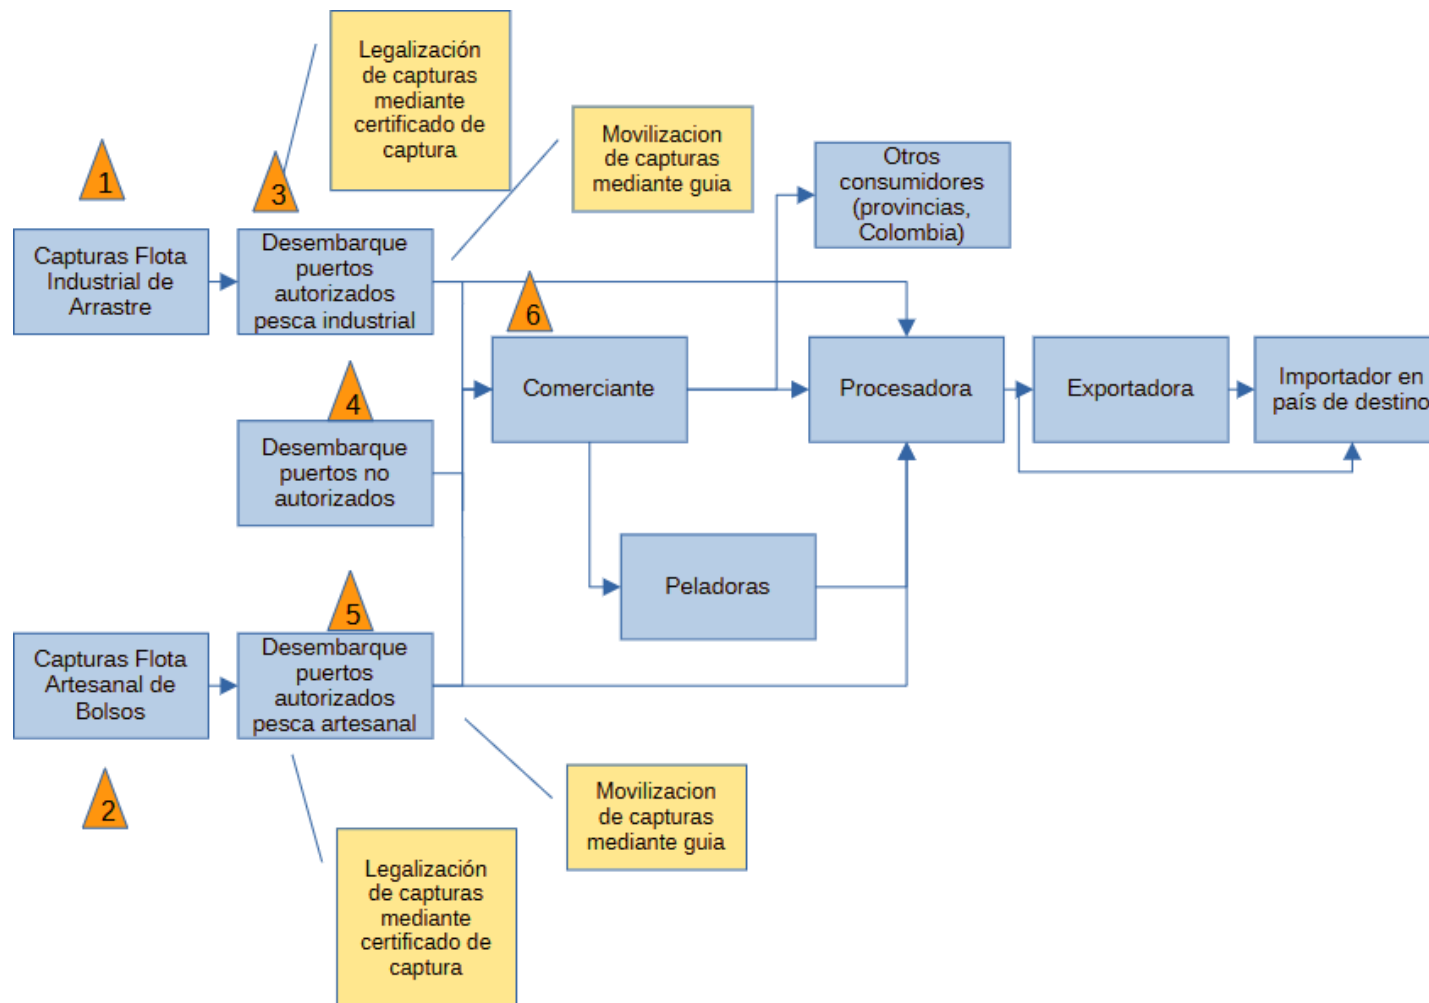 Legalización
de capturas
mediante
certificado de
captura
Movilizacion
de capturas
mediante guia
Otros
consumidores
(provincias,
Colombia)
1
3
Capturas Flota
Industrial de
Arrastre
Desembarque
puertos
autorizados
pesca industrial
6
Comerciante
Procesadora
Exportadora
Importador en
país de destino
4
Desembarque
puertos no
autorizados
Peladoras
5
Capturas Flota
Artesanal de
Bolsos
Desembarque
puertos
autorizados
pesca artesanal
2
Movilizacion
de capturas
mediante guia
Legalización
de capturas
mediante
certificado de
captura